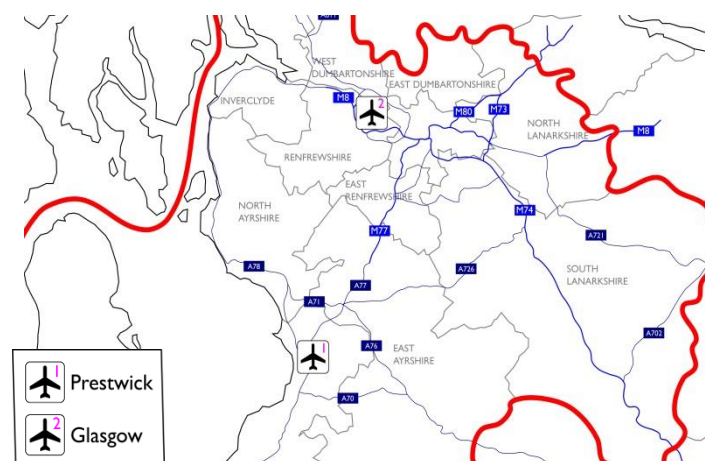 WEST
DUMBARTONSHIRE
EAST DUMBARTONSHIRE
INVERCLYDE
M8
2
M80
M73
NORTH
LANARKSHIRE
M8
RENFREWSHIRE
EAST
RENFREWSHIRE
NORTH
AYRSHIRE
M74
M77
A721
A78
A726
SOUTH
LANARKSHIRE
A77
A71
A702
1
A76
EAST
AYRSHIRE
A70
1
Prestwick
2
Glasgow